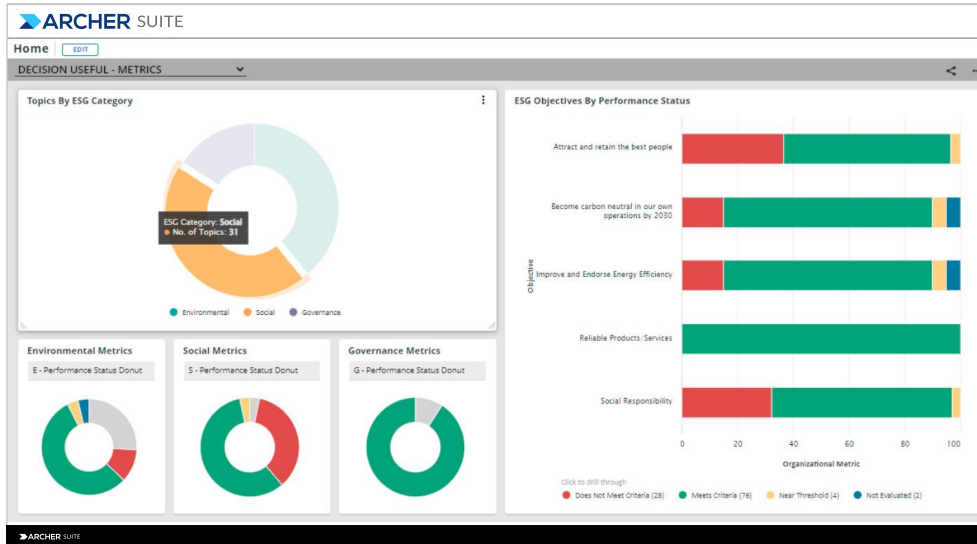 ARCHER SUITE
Home EDIT
DECISION USEFUL - METRICS
Topics By ESG Category
ESG Category: Social
No. of Topics: 31
Environmental Social Governance
ESG Objectives By Performance Status
Objective
Attract and retain the best people
Become carbon neutral in our own
operations by 2030
Improve and Endorse Energy Efficiency
Reliable Products/Services
Social Responsibility
0 20 40 60 80 100
Organizational Metric
Click to drill through
Does Not Meet Criteria (28) Meets Criteria (76) Near Threshold (4) Not Evaluated (2)
Environmental Metrics
E - Performance Status Donut
Social Metrics
S - Performance Status Donut
Governance Metrics
G - Performance Status Donut
ARCHER SUITE